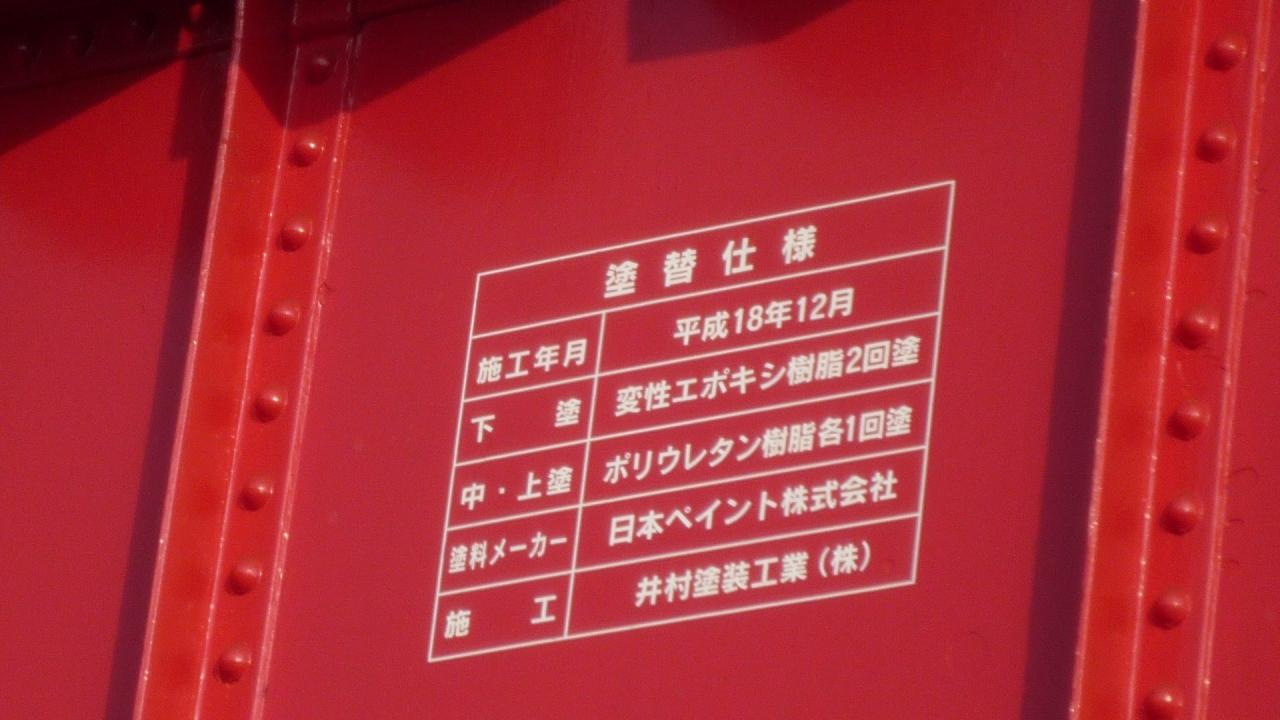 塗替仕様
施工年月 平成18年12月
下塗 変性エポキシ樹脂2回塗
中・上塗 ポリウレタン樹脂各1回塗
塗料メーカー 日本ペイント株式会社
施工 井村塗装工業(株)